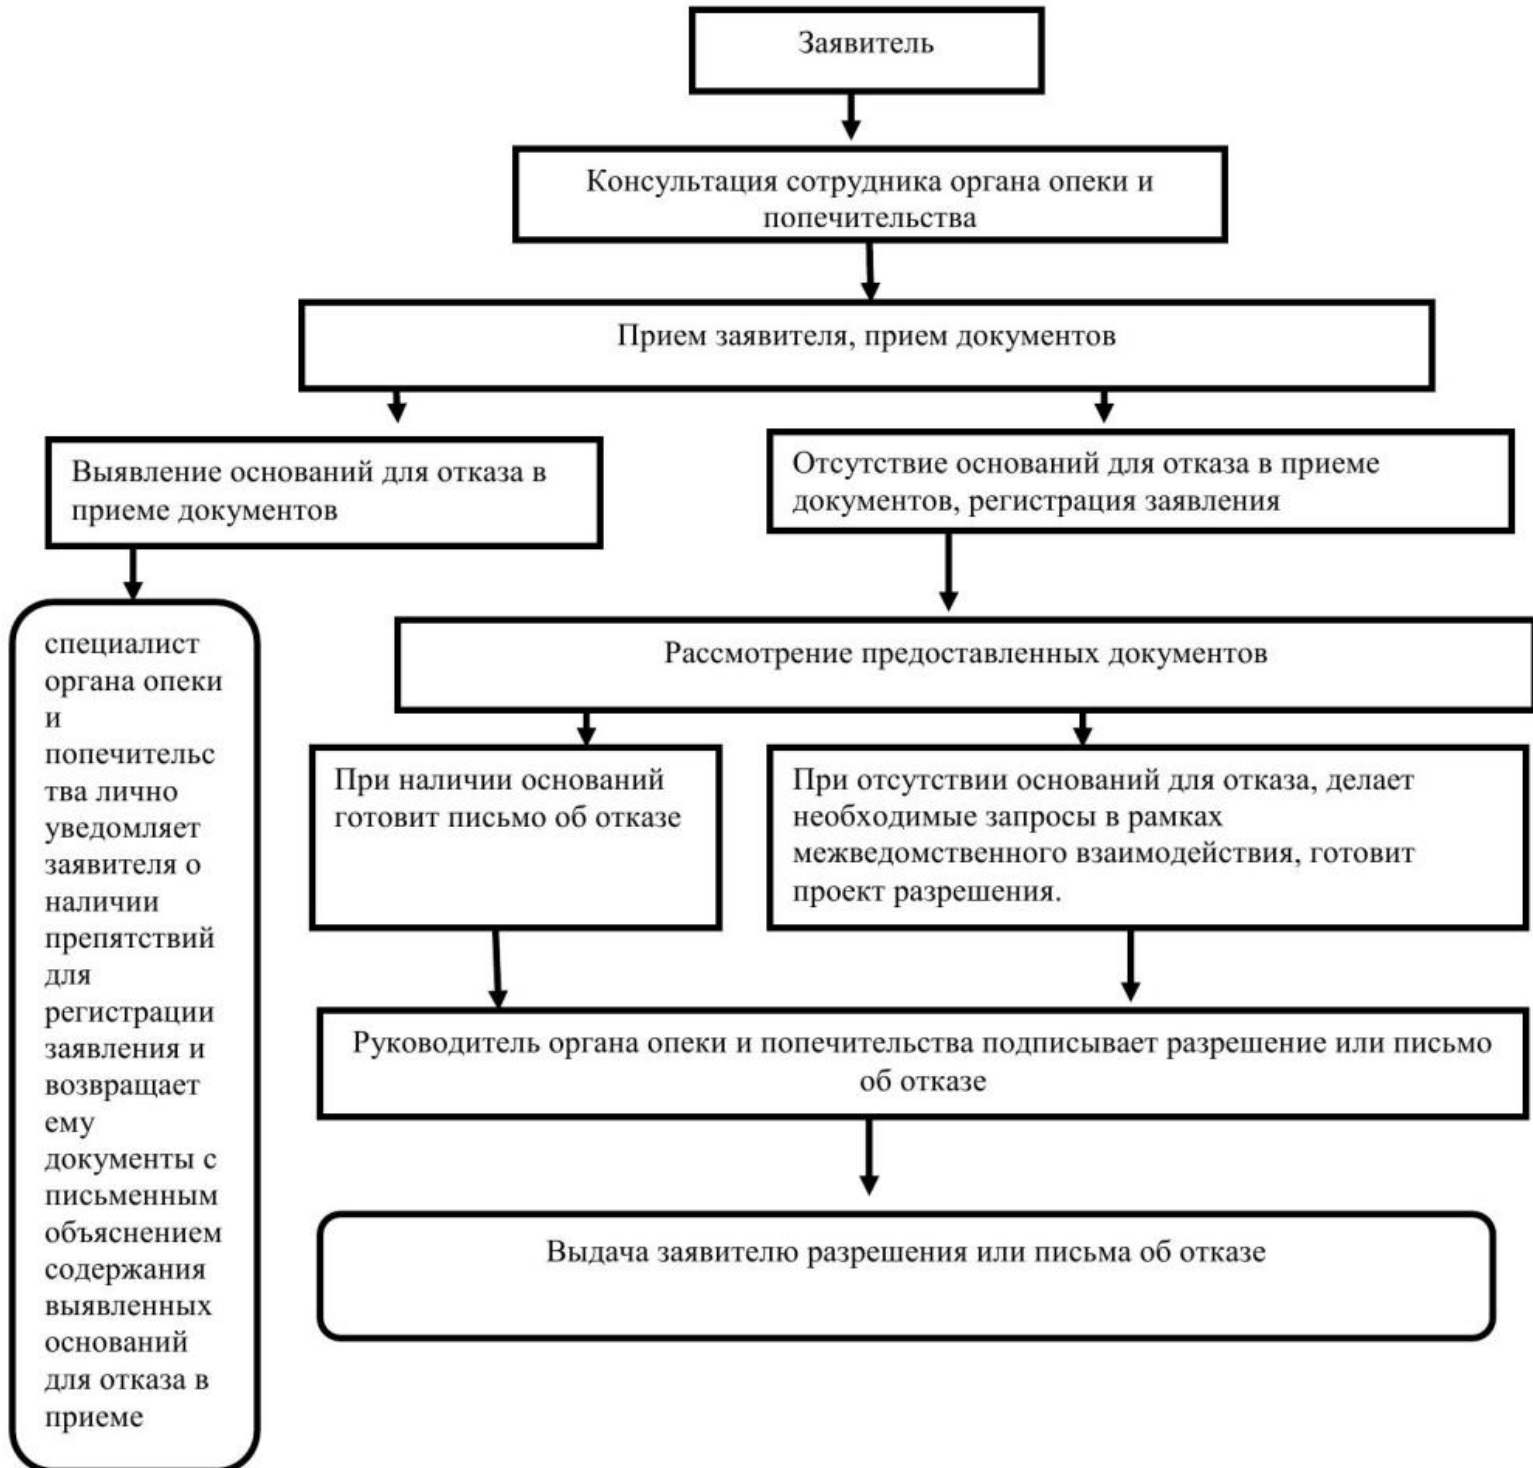 Заявитель
Консультация сотрудника органа опеки и
попечительства
Прием заявителя, прием документов
Выявление оснований для отказа в
приеме документов
Отсутствие оснований для отказа в приеме
документов, регистрация заявления
специалист
органа опеки
и
попечительс
тва лично
уведомляет
заявителя о
наличии
препятствий
для
регистрации
заявления и
возвращает
ему
документы с
письменным
объяснением
содержания
выявленных
оснований
для отказа в
приеме
Рассмотрение предоставленных документов
При наличии оснований
готовит письмо об отказе
При отсутствии оснований для отказа, делает
необходимые запросы в рамках
межведомственного взаимодействия, готовит
проект разрешения.
Руководитель органа опеки и попечительства подписывает разрешение или письмо
об отказе
Выдача заявителю разрешения или письма об отказе